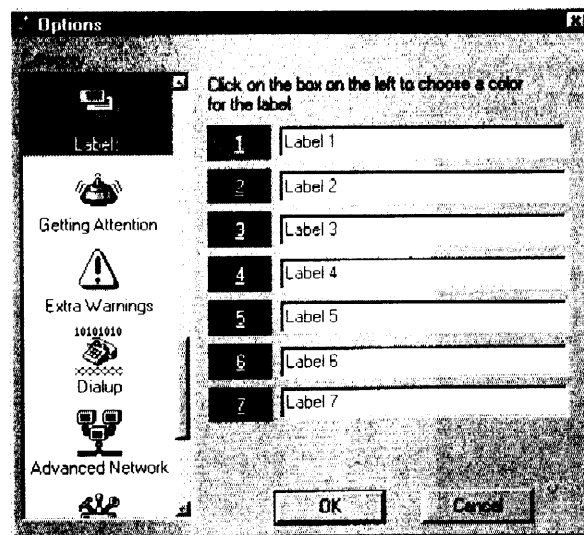 Options
Click on the box on the left to choose a color
for the label
Labels
Getting Attention
Extra Warnings
10101010
Dialup
Advanced Network
1 Label 1
2 Label 2
3 Label 3
4 Label 4
5 Label 5
6 Label 6
7 Label 7
OK Cancel